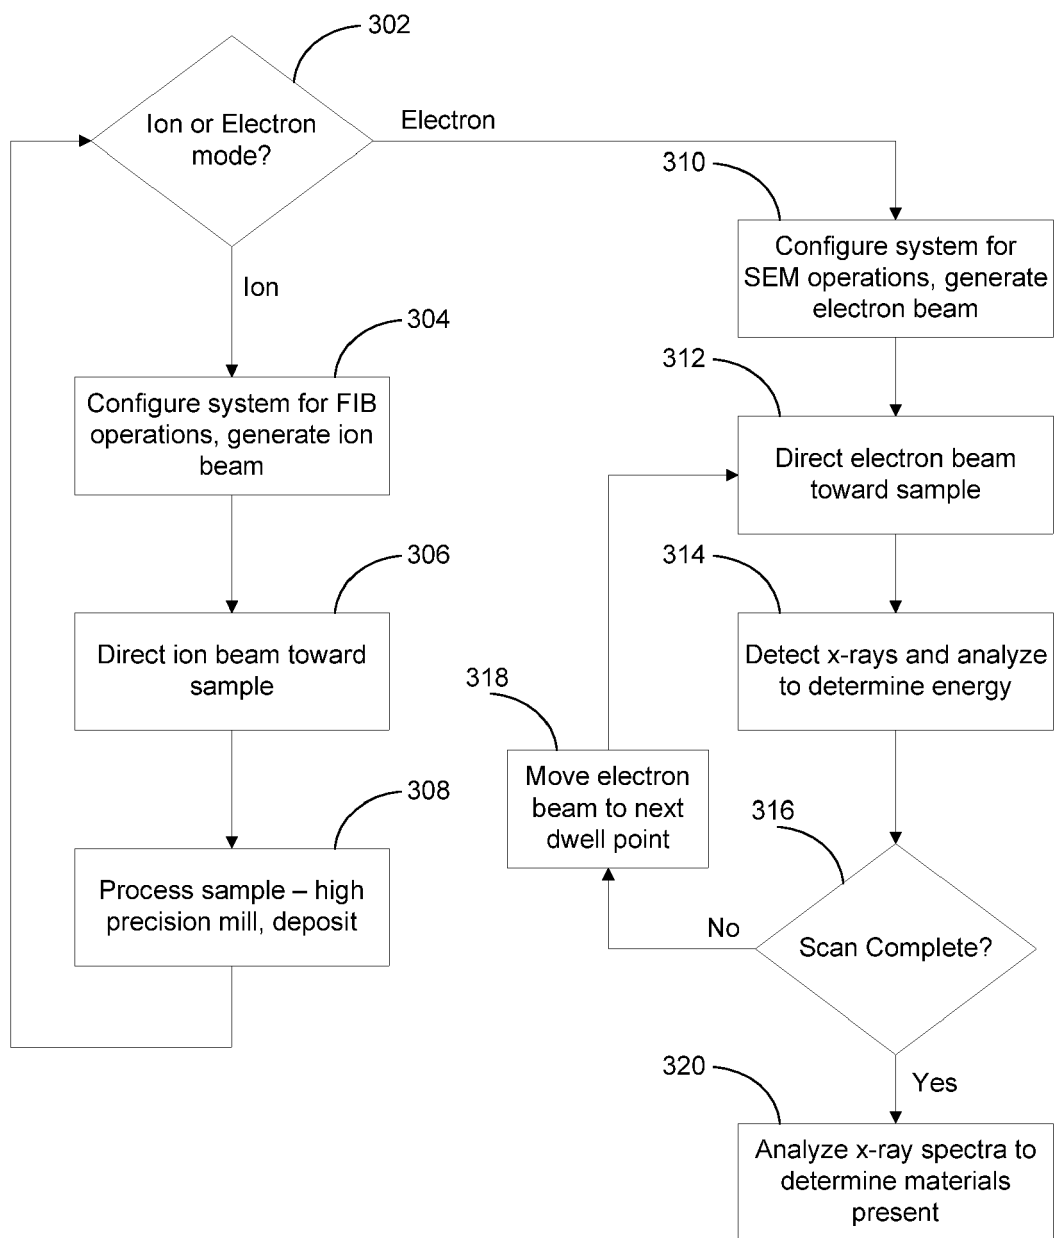 302
Ion or Electron
mode?
Electron
Ion
304
Configure system for FIB
operations, generate ion
beam
306
Direct ion beam toward
sample
308
Process sample – high
precision mill, deposit
310
Configure system for
SEM operations, generate
electron beam
312
Direct electron beam
toward sample
314
Detect x-rays and analyze
to determine energy
316
Scan Complete?
No
318
Move electron
beam to next
dwell point
Yes
320
Analyze x-ray spectra to
determine materials
present